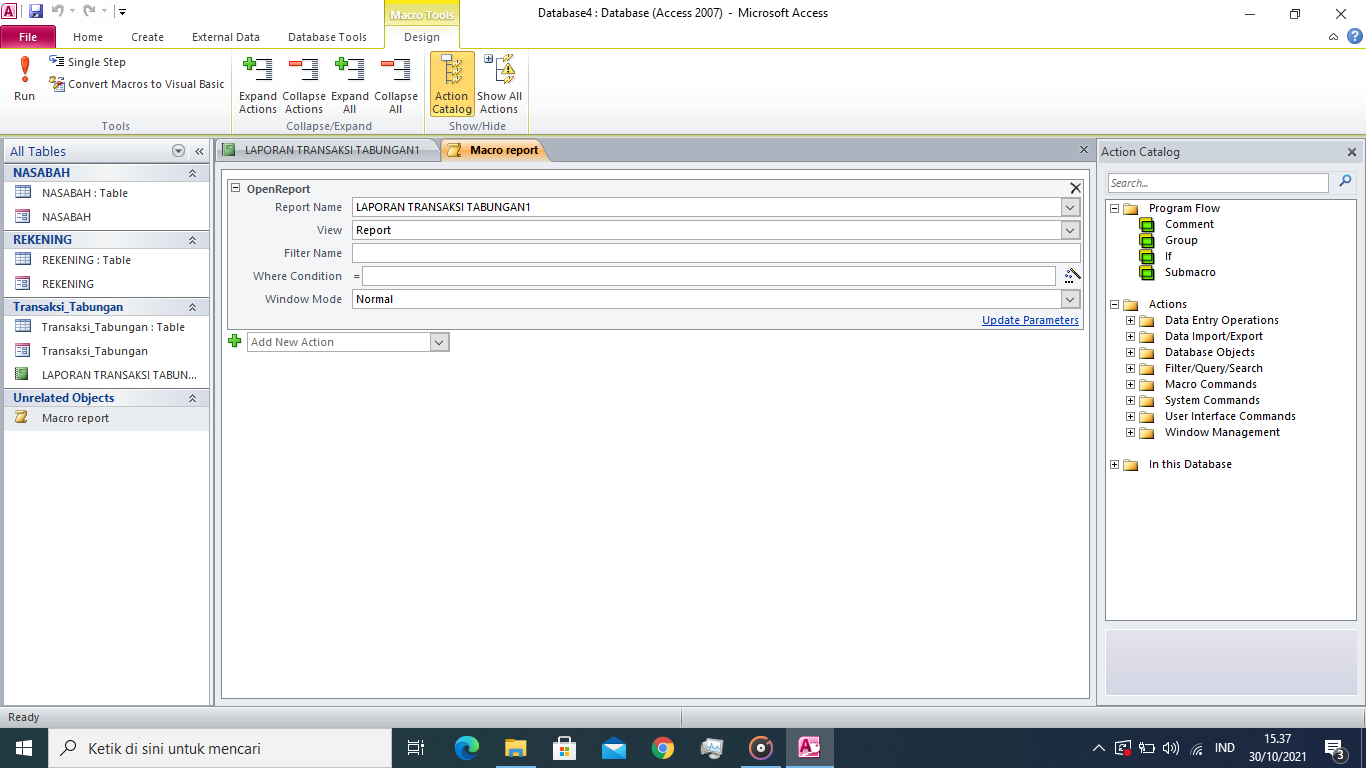 Macro Tools
Database4 : Database (Access 2007) - Microsoft Access
File Home Create External Data Database Tools Design
Run
Single Step
Convert Macros to Visual Basic
Tools
Expand Actions
Collapse Actions
Expand All
Collapse All
Collapse/Expand
Action Catalog
Show All Actions
Show/Hide
All Tables
NASABAH
NASABAH : Table
NASABAH
REKENING
REKENING : Table
REKENING
Transaksi_Tabungan
Transaksi_Tabungan : Table
Transaksi_Tabungan
LAPORAN TRANSAKSI TABUN...
Unrelated Objects
Macro report
LAPORAN TRANSAKSI TABUNGAN1
Macro report
OpenReport
Report Name LAPORAN TRANSAKSI TABUNGAN1
View Report
Filter Name
Where Condition =
Window Mode Normal
Update Parameters
Add New Action
Action Catalog
Search...
Program Flow
Comment
Group
If
Submacro
Actions
Data Entry Operations
Data Import/Export
Database Objects
Filter/Query/Search
Macro Commands
System Commands
User Interface Commands
Window Management
In this Database
Ready
Ketik di sini untuk mencari
IND
15.37
30/10/2021
3